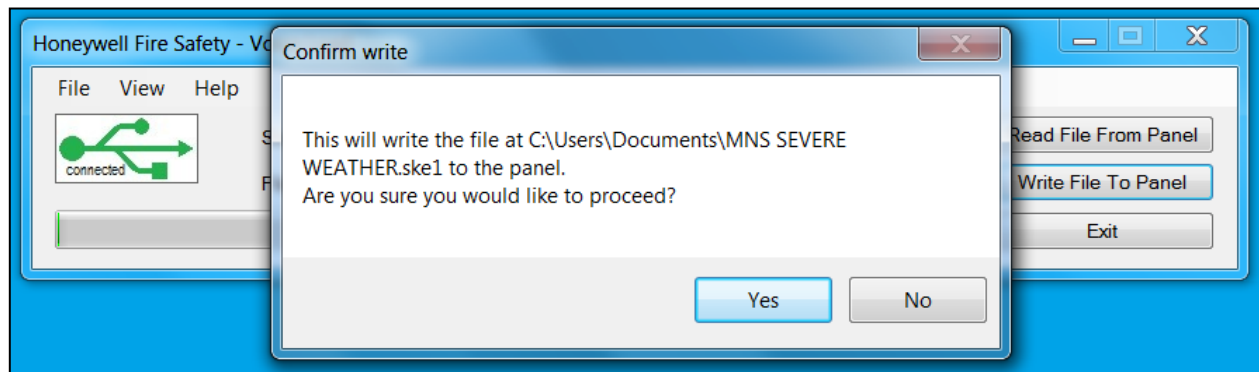 Honeywell Fire Safety -
Confirm write
File View Help
connected
This will write the file at C:\Users\Documents\MNS SEVERE
WEATHER.ske1 to the panel.
Are you sure you would like to proceed?
Read File From Panel
Write File To Panel
Exit
Yes No